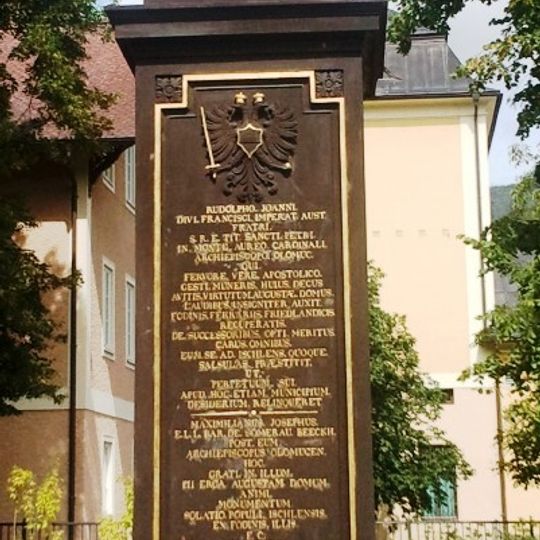 RUDOLPHO. JOANNI.
DIVI. FRANCISCI. IMPERAT. AUST.
FRATRI.
S. R. E. TIT. SANCTI. PETRI.
IN. MONTE. AUREO. CARDINALI.
ARCHIEPISCOPO. OLOMUC.
QUI.
FERVORE. VERE. APOSTOLICO.
GESTI. MUNERIS. HUIUS. DECUS
AVITIS. VIRTUTUM. AUGUSTAE. DOMUS.
LAUDIBUS. INSIGNITER. AUXIT.
FODINIS. FERRARIIS. FRIDLANDICIS
RECUPERATIS.
DE. SUCCESSORIBUS. OPTI. MERITUS.
CARUS. OMNIBUS.
EUM. SE. AD. ISCHLENS. QUOQUE.
SALSULAS. PRAESTITIT.
UT.
PERPETUUM. SUI.
APUD. HOC. ETIAM. MUNICIPIUM.
DESIDERIUM. RELINQUERET
MAXIMILIANUS. JOSEPHUS.
E. L. L. BAR. DE. SOMERAU. BEECKH.
POST. EUM.
ARCHIEPISCOPUS OLOMUCEN.
HOC.
GRATI. IN. ILLUM.
PII ERGA. AUGUSTAM. DOMUM.
ANIMI.
MONUMENTUM
SOLATIO. POPULI. ISCHLENSIS.
EX. FODINIS. ILLIS.
F. C.